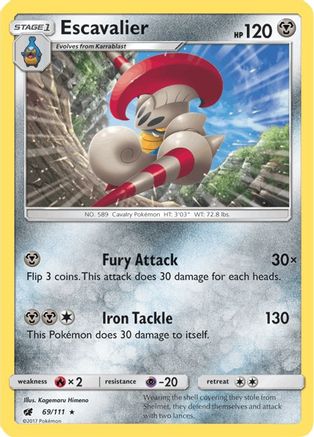 STAGE 1 Escavalier HP 120
Evolves from Karrablast
NO. 589 Cavalry Pokémon HT: 3'03" WT: 72.8 lbs.
Fury Attack 30×
Flip 3 coins. This attack does 30 damage for each heads.
Iron Tackle 130
This Pokémon does 30 damage to itself.
weakness × 2 resistance -20 retreat
Illus. Kagemaru Himeno
69/111 ★
©2017 Pokémon
Wearing the shell covering they stole from
Shelmet, they defend themselves and attack
with two lances.